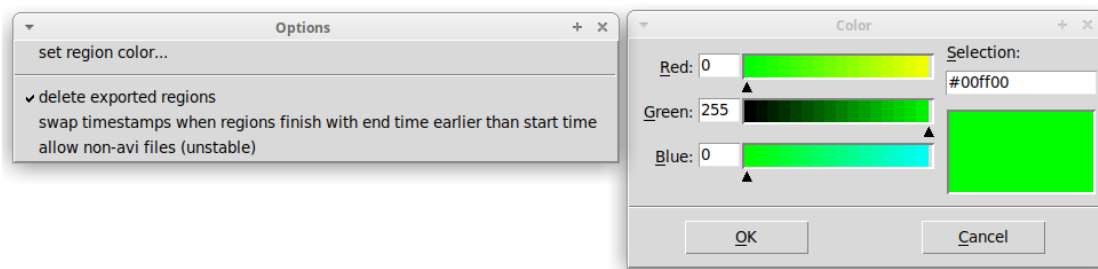 Options
set region color...
delete exported regions
swap timestamps when regions finish with end time earlier than start time
allow non-avi files (unstable)
Color
Red: 0
Green: 255
Blue: 0
Selection:
#00ff00
OK
Cancel